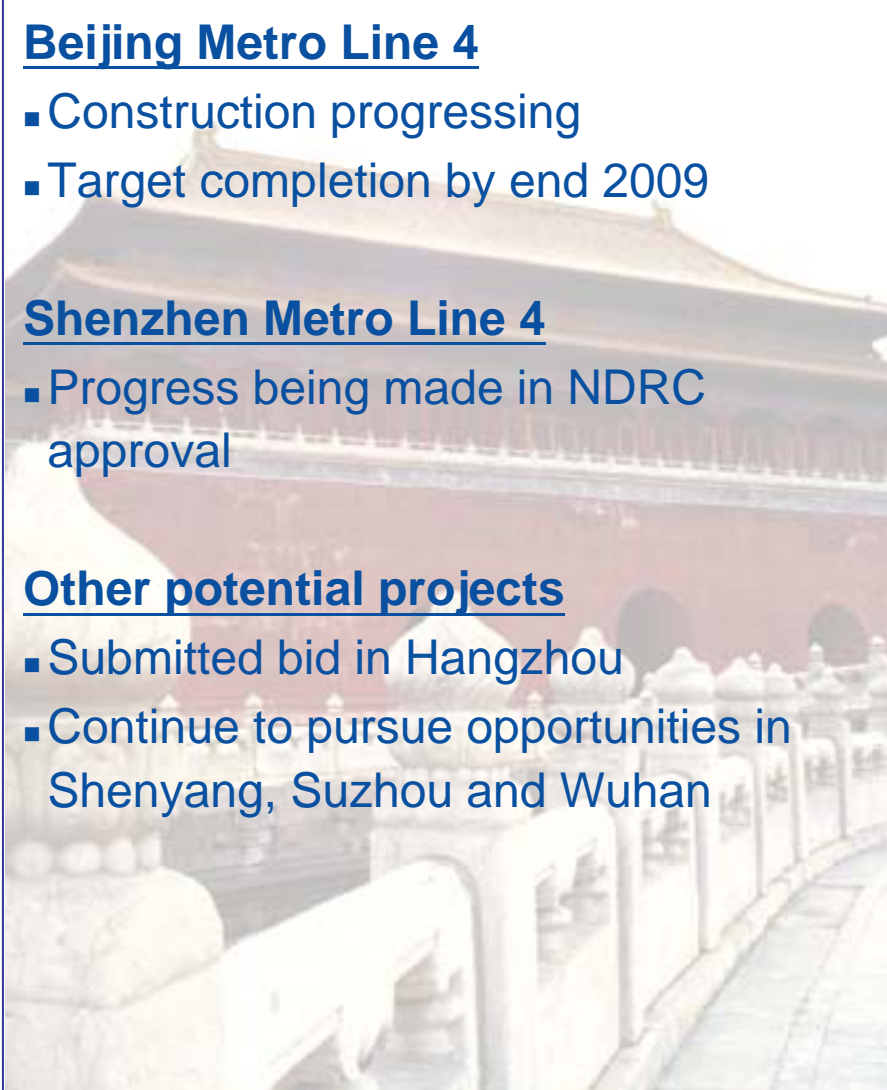 Beijing Metro Line 4
▪ Construction progressing
▪ Target completion by end 2009
Shenzhen Metro Line 4
▪ Progress being made in NDRC
approval
Other potential projects
▪ Submitted bid in Hangzhou
▪ Continue to pursue opportunities in
Shenyang, Suzhou and Wuhan